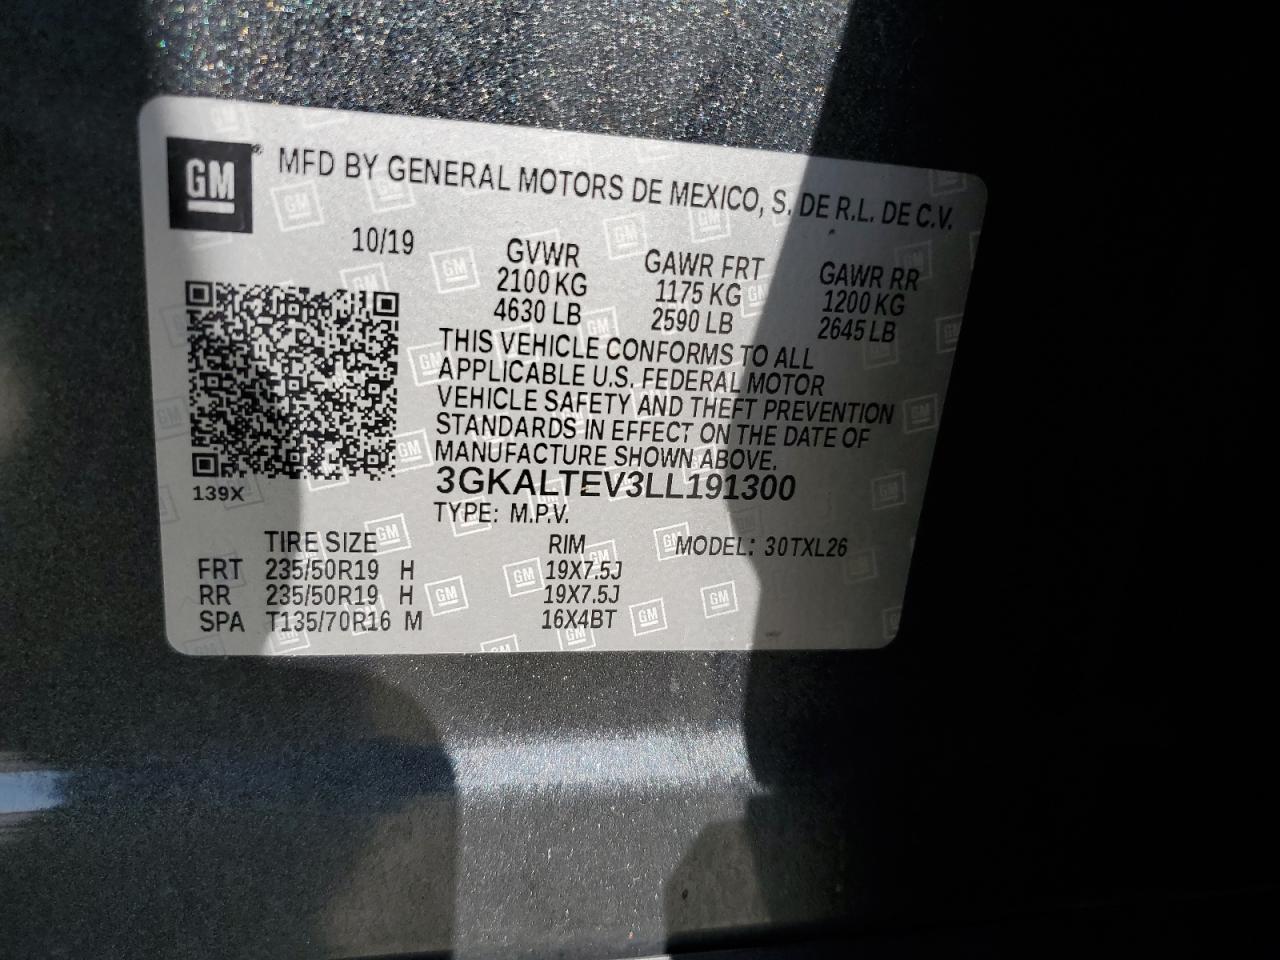 GM MFD BY GENERAL MOTORS DE MEXICO, S. DE R.L. DE C.V.
10/19 GVWR GAWR FRT GAWR RR
2100 KG 1175 KG 1200 KG
4630 LB 2590 LB 2645 LB
THIS VEHICLE CONFORMS TO ALL
APPLICABLE U.S. FEDERAL MOTOR
VEHICLE SAFETY AND THEFT PREVENTION
STANDARDS IN EFFECT ON THE DATE OF
MANUFACTURE SHOWN ABOVE.
139X 3GKALTEV3LL191300
TYPE: M.P.V.
TIRE SIZE RIM MODEL: 30TXL26
FRT 235/50R19 H 19X7.5J
RR 235/50R19 H 19X7.5J
SPA T135/70R16 M 16X4BT